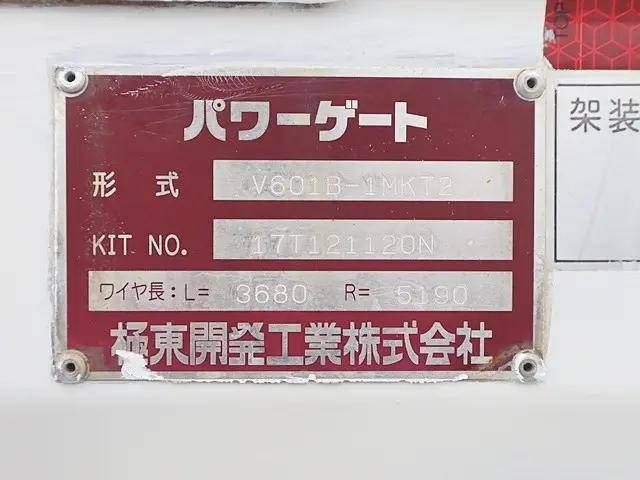 TOP
パワーゲート
架装
形式 V601B-1MKT2
KIT NO. 17T121120N
ワイヤ長：L= 3680 R= 5190
極東開発工業株式会社